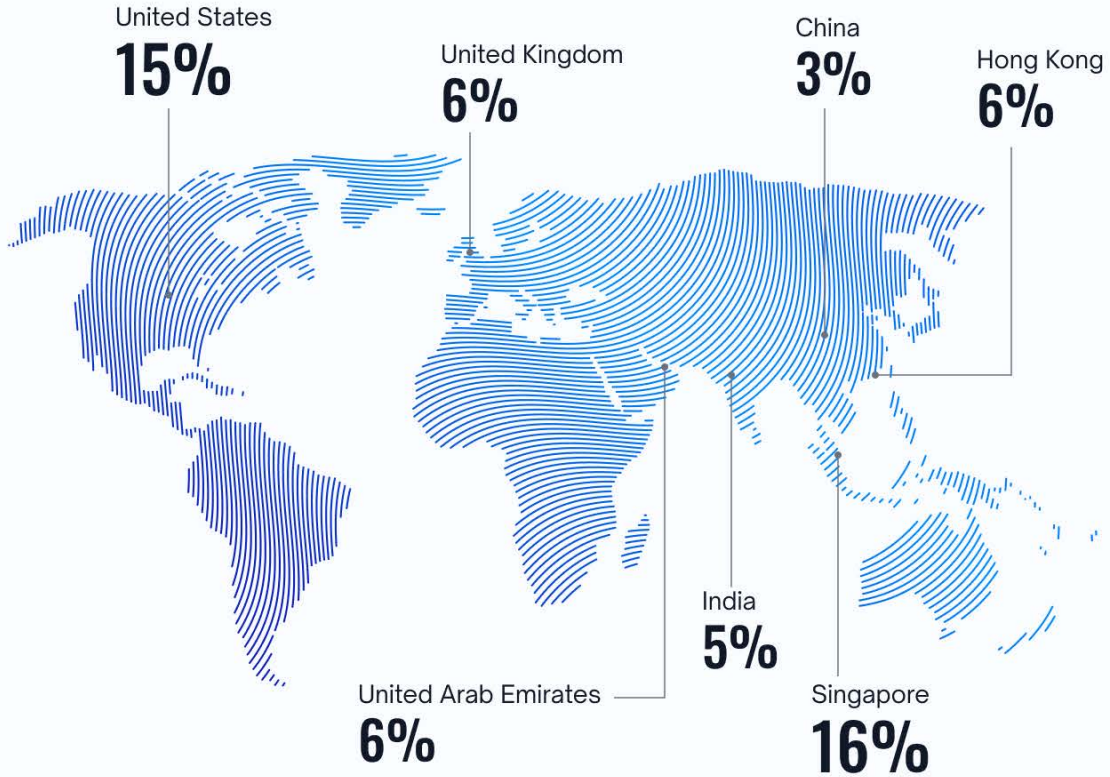 United States
15%
United Kingdom
6%
China
3%
Hong Kong
6%
India
5%
United Arab Emirates
6%
Singapore
16%